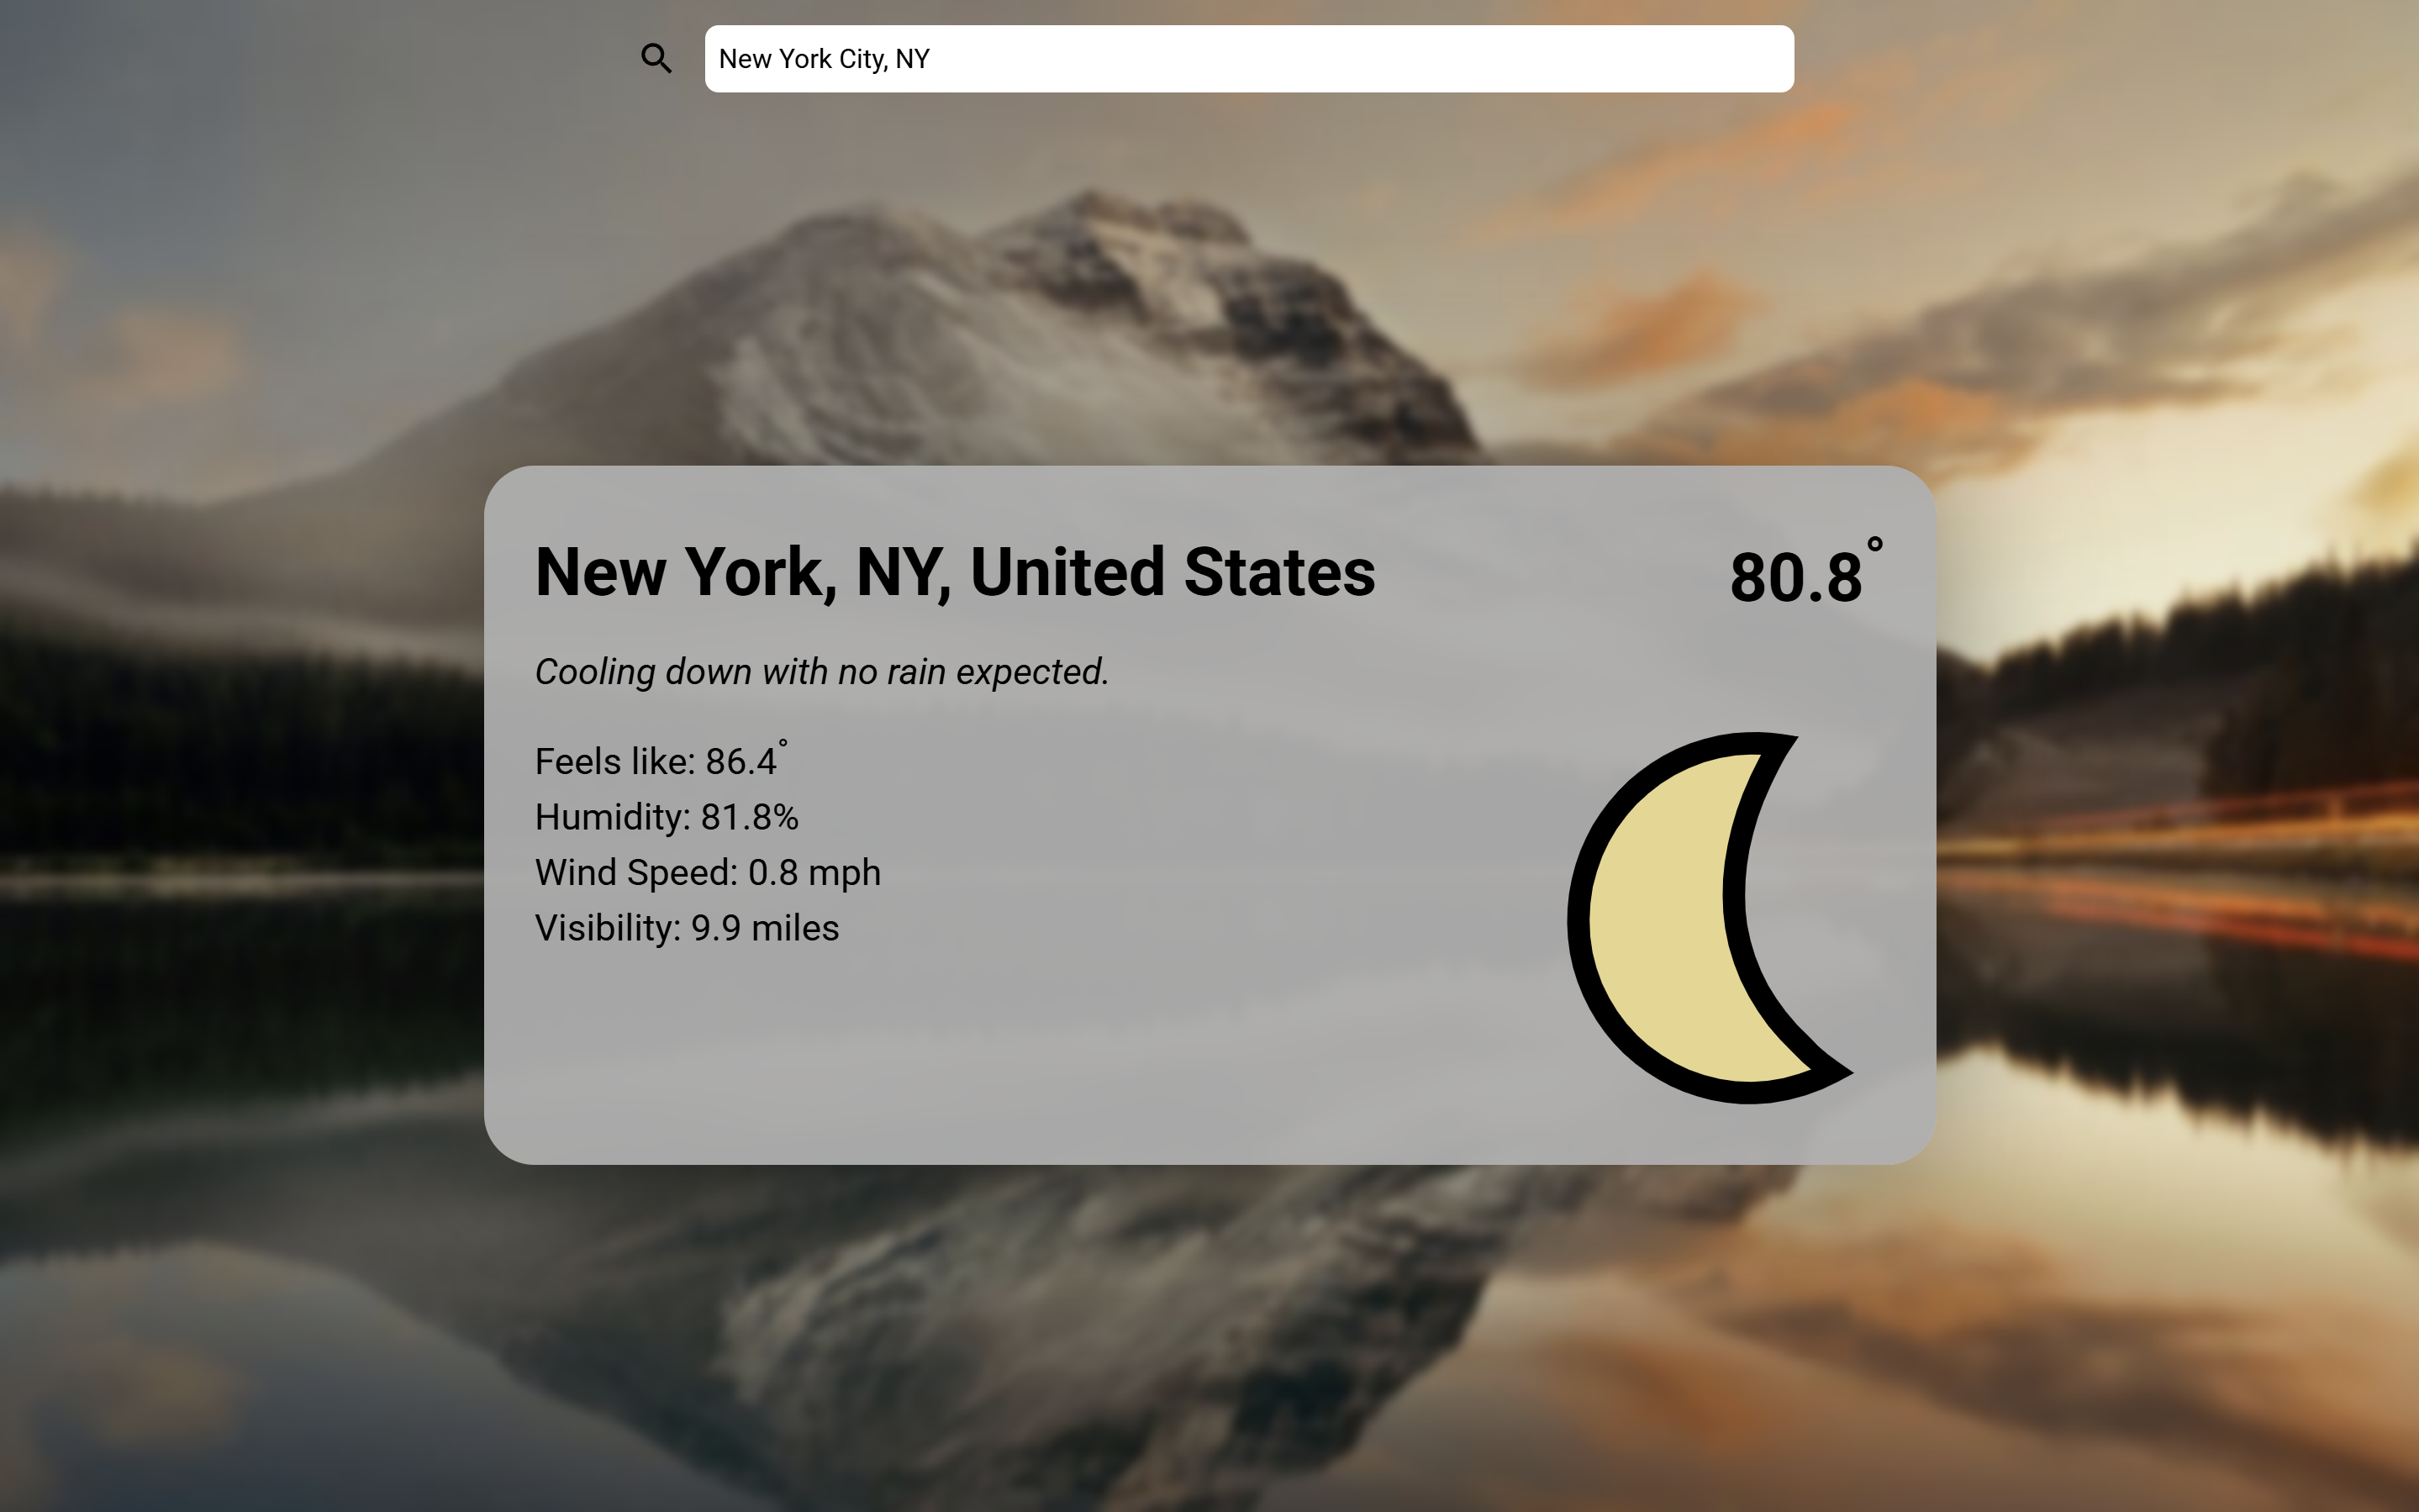 New York City, NY
New York, NY, United States
80.8°
Cooling down with no rain expected.
Feels like: 86.4°
Humidity: 81.8%
Wind Speed: 0.8 mph
Visibility: 9.9 miles